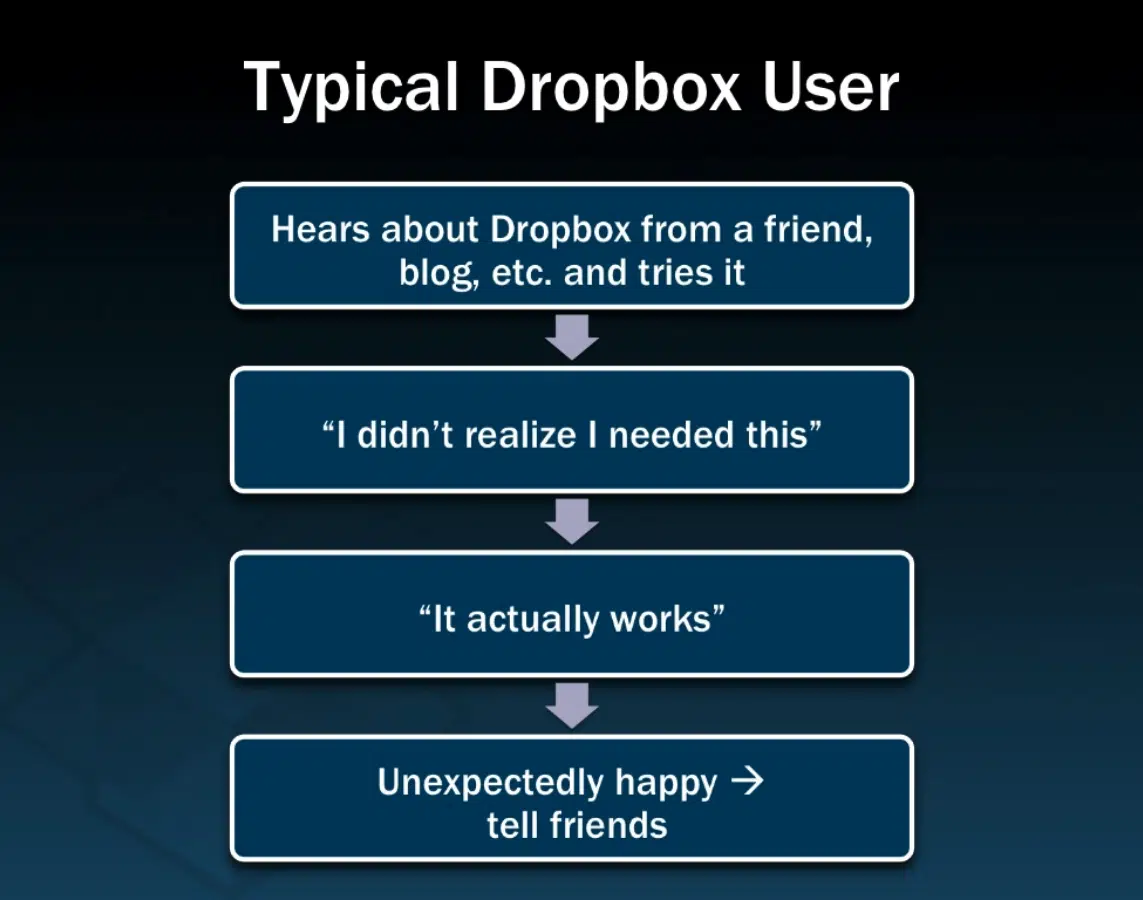 Typical Dropbox User
Hears about Dropbox from a friend,
blog, etc. and tries it
“I didn’t realize I needed this”
“It actually works”
Unexpectedly happy →
tell friends